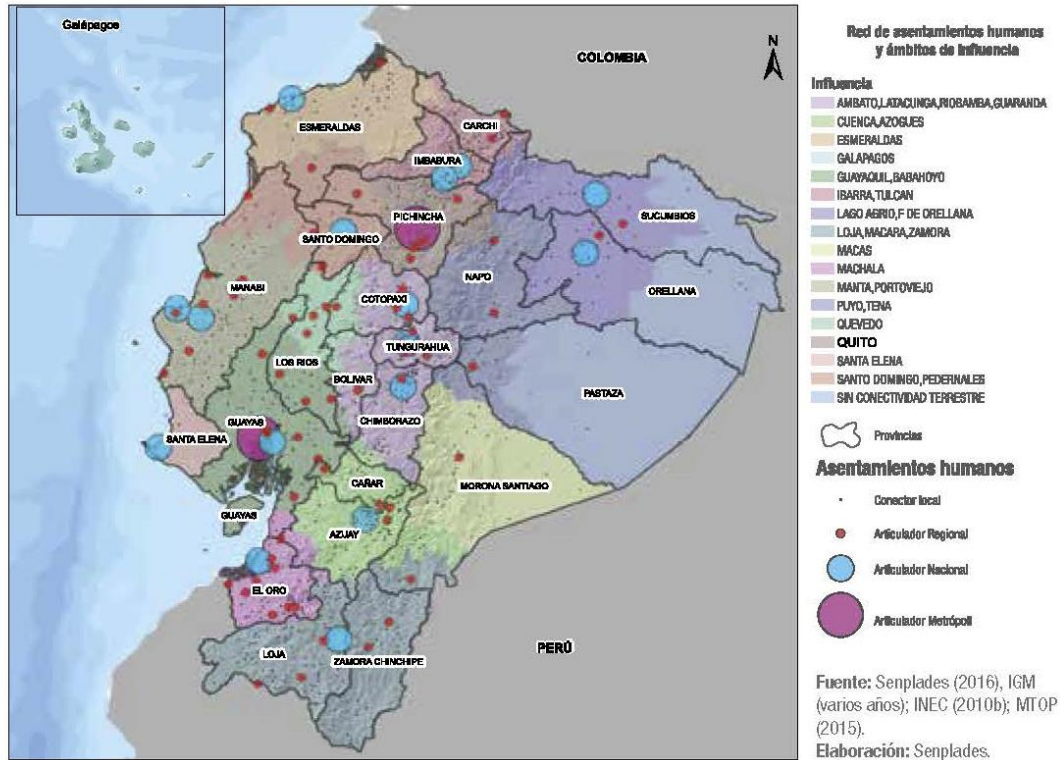 Galápagos
N
COLOMBIA
ESMERALDAS
CARCHI
IMBABURA
SUCUMBIOS
PICHINCHA
SANTO DOMINGO
NAPO
MANABI
ORELLANA
COTOPAXI
TUNGURAHUA
LOS RIOS
BOLIVAR
PASTAZA
CHIMBORAZO
GUAYAS
SANTA ELENA
MORONA SANTIAGO
CAÑAR
GUAYAS
AZUAY
EL ORO
PERÚ
LOJA
ZAMORA CHINCHIPE
Red de asentamientos humanos
y ámbitos de influencia
Influencia
AMBATO,LATACUNGA,RIOBAMBA,GUARANDA
CUENCA,AZOGUES
ESMERALDAS
GALAPAGOS
GUAYAQUIL,BABAHOYO
IBARRA,TULCAN
LAGO AGRIO,F DE ORELLANA
LOJA,MACARA,ZAMORA
MACAS
MACHALA
MANTA,PORTOVIEJO
PUYO,TENA
QUEVEDO
QUITO
SANTA ELENA
SANTO DOMINGO,PEDERNALES
SIN CONECTIVIDAD TERRESTRE
Provincias
Asentamientos humanos
Conector local
Articulador Regional
Articulador Nacional
Articulador Metrópoli
Fuente: Senplades (2016), IGM
(varios años); INEC (2010b); MTOP
(2015).
Elaboración: Senplades.